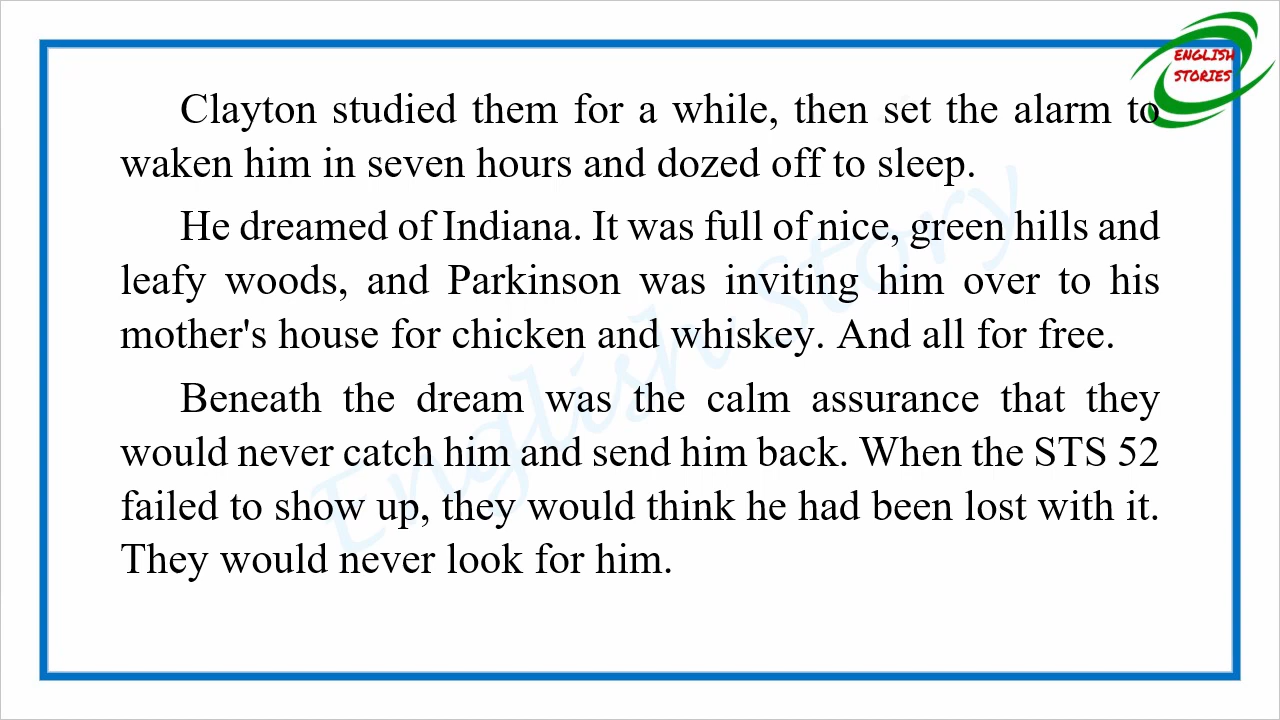 ENGLISH
STORIES
Clayton studied them for a while, then set the alarm to
waken him in seven hours and dozed off to sleep.
He dreamed of Indiana. It was full of nice, green hills and
leafy woods, and Parkinson was inviting him over to his
mother's house for chicken and whiskey. And all for free.
Beneath the dream was the calm assurance that they
would never catch him and send him back. When the STS 52
failed to show up, they would think he had been lost with it.
They would never look for him.
English Story